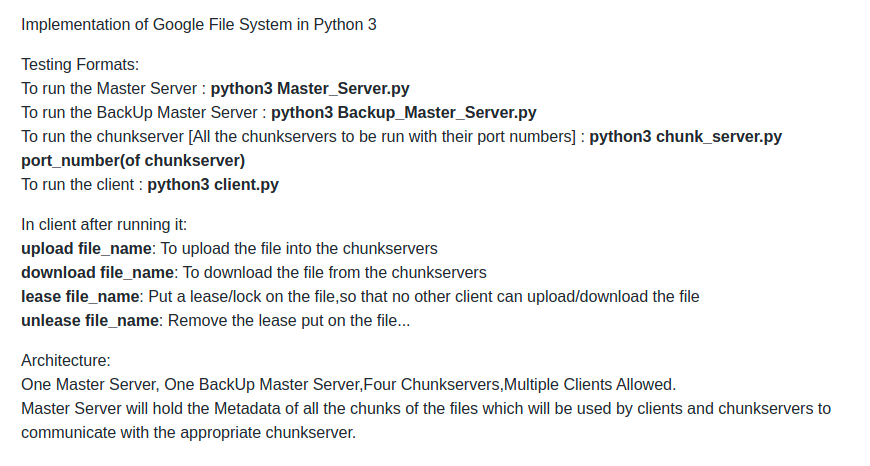 Implementation of Google File System in Python 3
Testing Formats:
To run the Master Server : python3 Master_Server.py
To run the BackUp Master Server : python3 Backup_Master_Server.py
To run the chunkserver [All the chunkservers to be run with their port numbers] : python3 chunk_server.py
port_number(of chunkserver)
To run the client : python3 client.py
In client after running it:
upload file_name: To upload the file into the chunkservers
download file_name: To download the file from the chunkservers
lease file_name: Put a lease/lock on the file,so that no other client can upload/download the file
unlease file_name: Remove the lease put on the file...
Architecture:
One Master Server, One BackUp Master Server,Four Chunkservers,Multiple Clients Allowed.
Master Server will hold the Metadata of all the chunks of the files which will be used by clients and chunkservers to
communicate with the appropriate chunkserver.